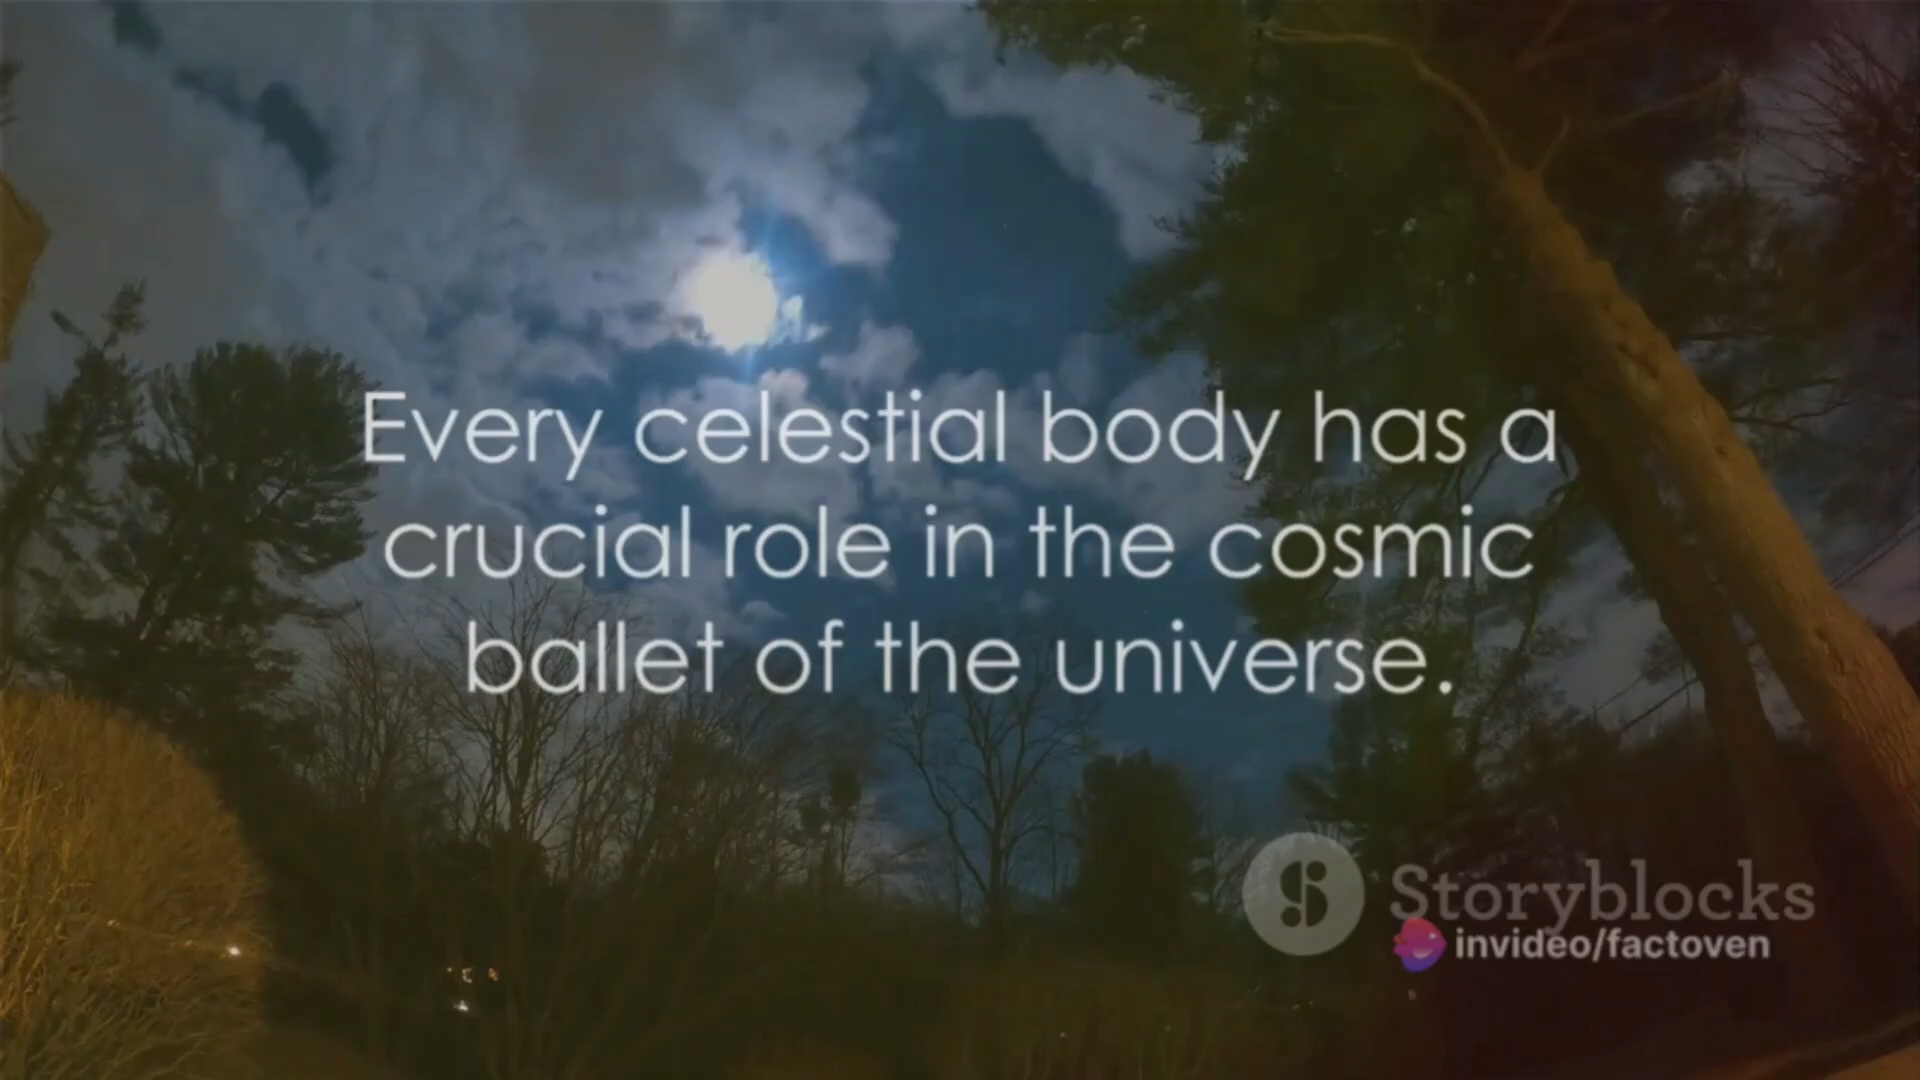 Every celestial body has a
crucial role in the cosmic
ballet of the universe.
Storyblocks
invideo/factoven